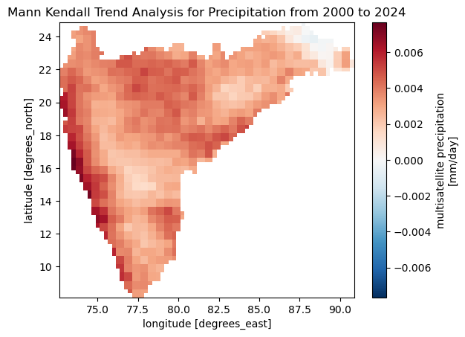 Mann Kendall Trend Analysis for Precipitation from 2000 to 2024
24
22
20
18
16
14
12
10
75.0 77.5 80.0 82.5 85.0 87.5 90.0
longitude [degrees_east]
latitude [degrees_north]
0.006
0.004
0.002
0.000
−0.002
−0.004
−0.006
multisatellite precipitation
[mm/day]